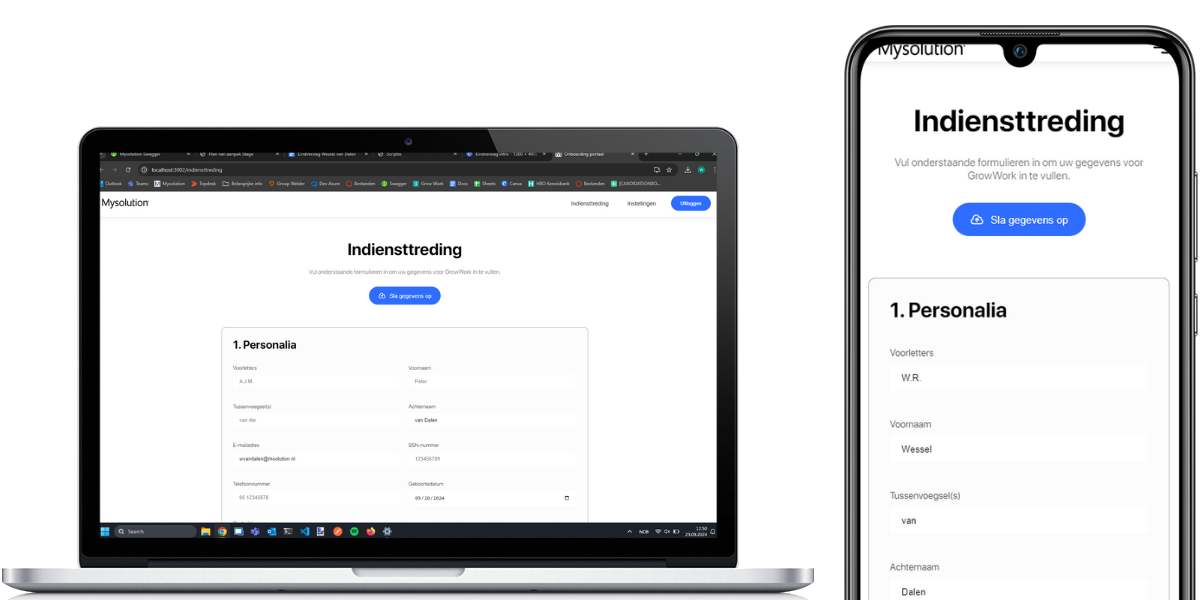 Mysolution Swagger
Plan van aanpak Stage
Eindverslag Wessel van Dalen
Scriptie
Onboarding portaal
localhost:3002/indiensttreding
Outlook Teams Mysolution Topdesk Belangrijke info Group Welder Dev Azure Bestanden Swagger Grow Work Docs Sheets Canva HBO Kennisbank Bestanden
Mysolution
Indiensttreding Instellingen Uitloggen
Indiensttreding
Vul onderstaande formulieren in om uw gegevens voor GrowWork in te vullen.
Sla gegevens op
1. Personalia
Voorletters Voornaam
A.J.M Peter
Tussenvoegsel(s) Achternaam
van der van Dalen
E-mailadres BSN-nummer
wvandalen@msolution.nl 123456789
Telefoonnummer Geboortedatum
06 12345678 09/20/2024
Search
NOB
12:50
23.09.2024
Mysolution
Indiensttreding
Vul onderstaande formulieren in om uw gegevens voor
GrowWork in te vullen.
Sla gegevens op
1. Personalia
Voorletters
W.R.
Voornaam
Wessel
Tussenvoegsel(s)
van
Achternaam
Dalen